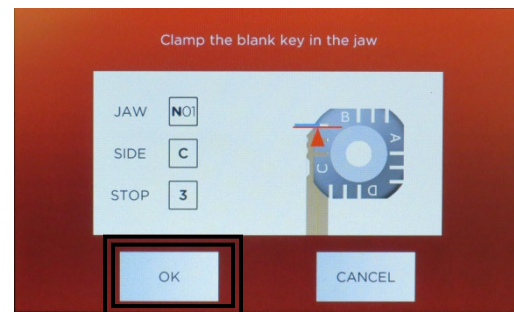 Clamp the blank key in the jaw
JAW N01
SIDE C
STOP 3
B
A
C
D
OK
CANCEL